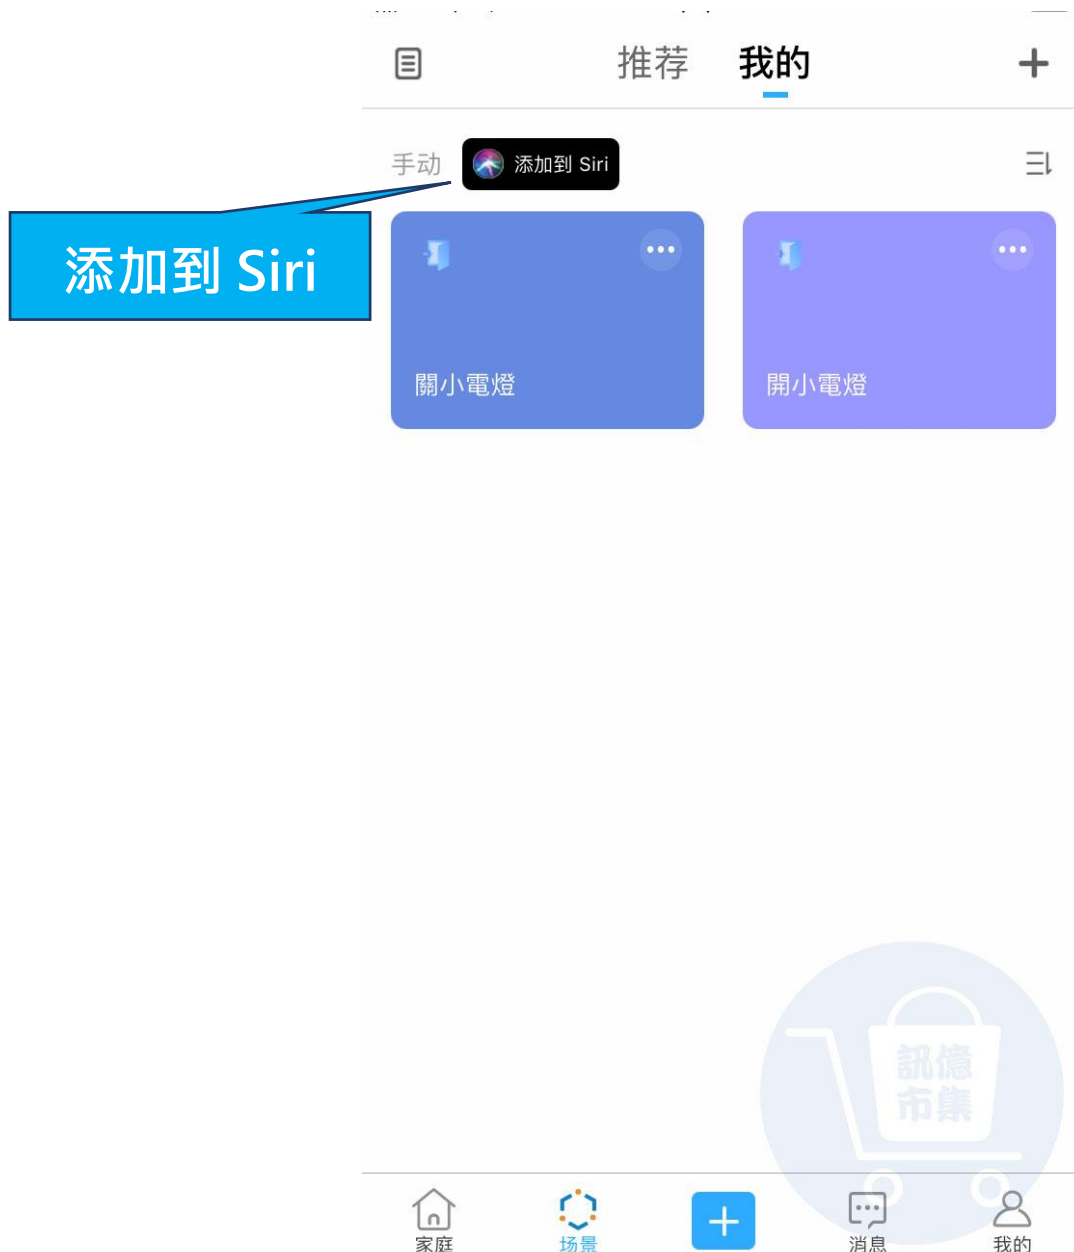 推荐 我的
手动 添加到 Siri
添加到 Siri
關小電燈 開小電燈
訊億
市集
家庭 场景 消息 我的